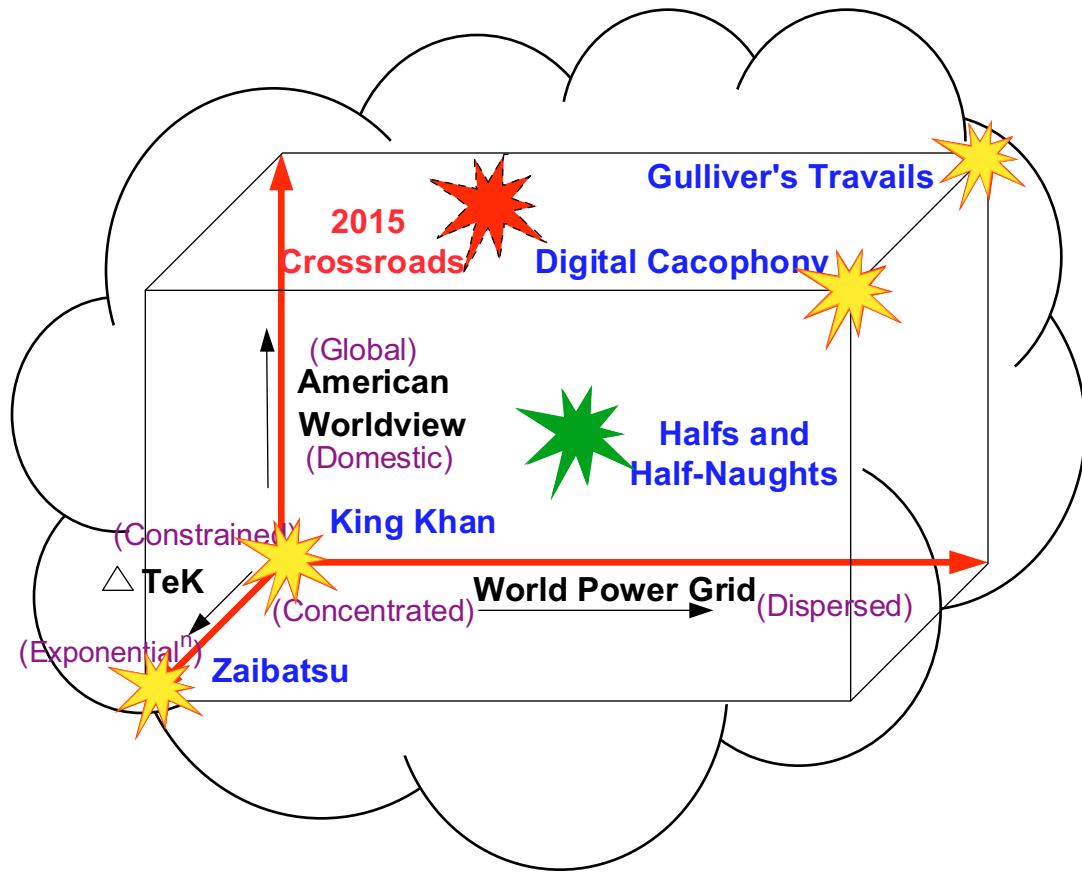 Gulliver's Travails
2015
Crossroads
Digital Cacophony
(Global)
American
Worldview
(Domestic)
Halfs and
Half-Naughts
King Khan
(Constrained)
△ TeK
World Power Grid
(Concentrated)
(Dispersed)
(Exponentialⁿ)
Zaibatsu